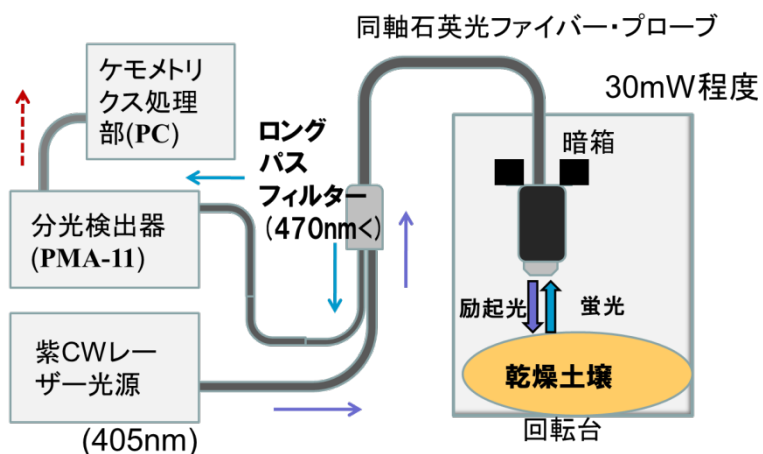 同軸石英光ファイバー・プローブ
30mW程度
ケモメトリ
クス処理
部(PC)
ロング
パス
フィルター
(470nm<)
暗箱
分光検出器
(PMA-11)
励起光
蛍光
紫CWレー
ザー光源
(405nm)
乾燥土壌
回転台